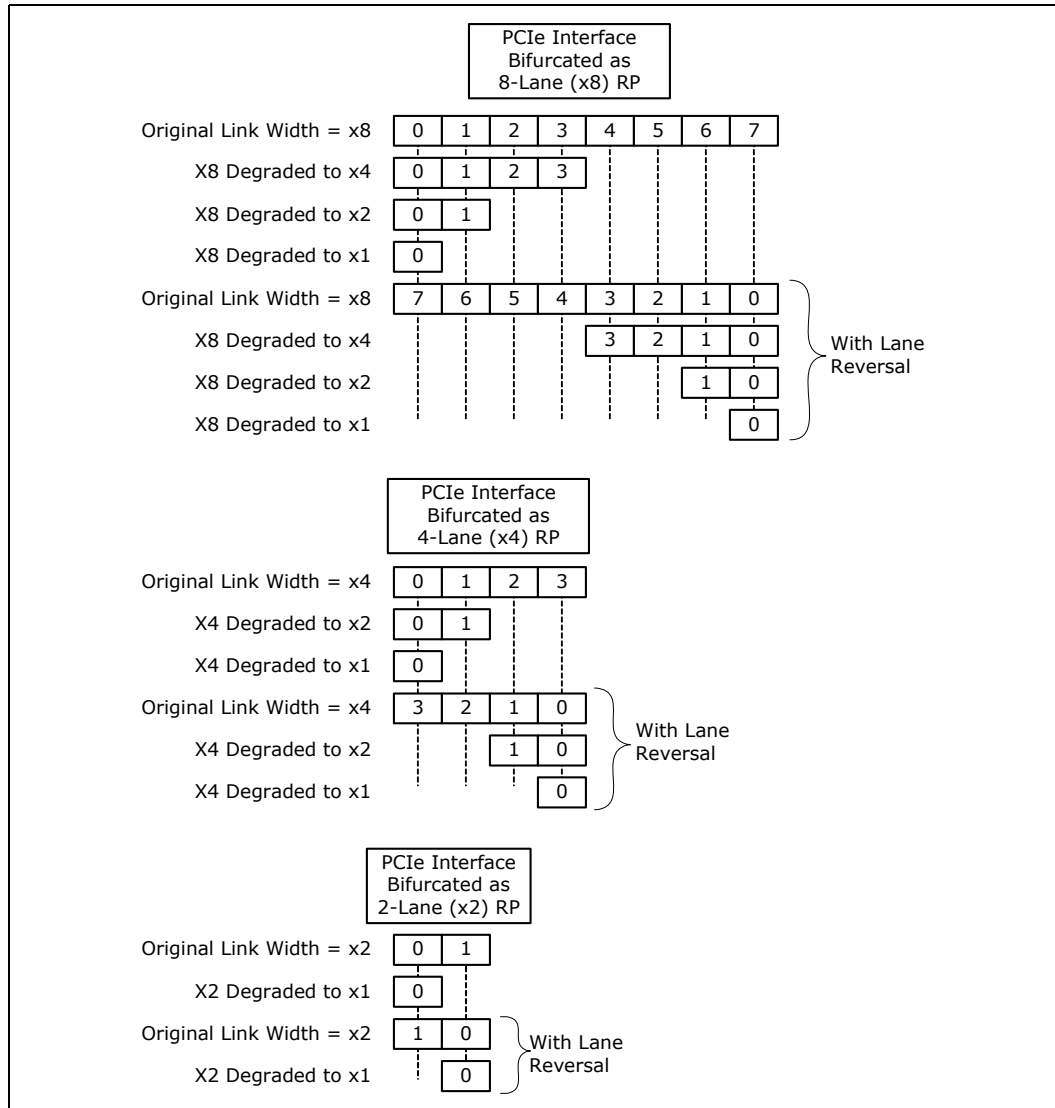 PCIe Interface
Bifurcated as
8-Lane (x8) RP
Original Link Width = x8 0 1 2 3 4 5 6 7
X8 Degraded to x4 0 1 2 3
X8 Degraded to x2 0 1
X8 Degraded to x1 0
Original Link Width = x8 7 6 5 4 3 2 1 0
X8 Degraded to x4 3 2 1 0
With Lane
Reversal
X8 Degraded to x2 1 0
X8 Degraded to x1 0
PCIe Interface
Bifurcated as
4-Lane (x4) RP
Original Link Width = x4 0 1 2 3
X4 Degraded to x2 0 1
X4 Degraded to x1 0
Original Link Width = x4 3 2 1 0
With Lane
Reversal
X4 Degraded to x2 1 0
X4 Degraded to x1 0
PCIe Interface
Bifurcated as
2-Lane (x2) RP
Original Link Width = x2 0 1
X2 Degraded to x1 0
Original Link Width = x2 1 0
With Lane
Reversal
X2 Degraded to x1 0